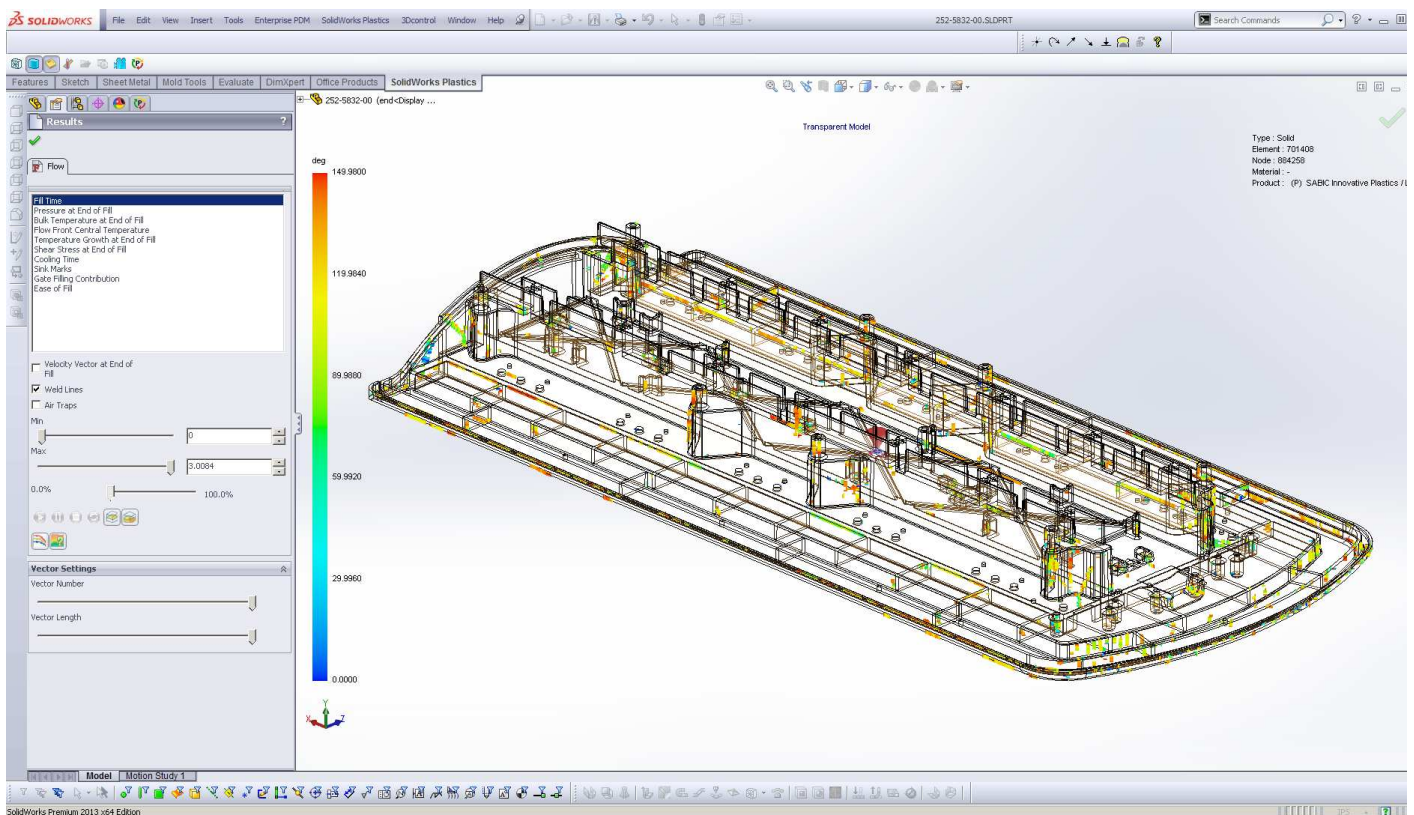 SOLIDWORKS File Edit View Insert Tools Enterprise PDM SolidWorks Plastics 3Dcontrol Window Help 252-5832-00.SLDPRT Search Commands
Features Sketch Sheet Metal Mold Tools Evaluate DimXpert Office Products SolidWorks Plastics
252-5832-00 (end<Display ...
Results ?
Transparent Model
Type : Solid
Element : 701408
Node : 884258
Material : -
Product : (P) SABIC Innovative Plastics / L
Flow
deg
149.9800
119.9840
89.9880
59.9920
29.9960
0.0000
Fill Time
Pressure at End of Fill
Bulk Temperature at End of Fill
Flow Front Central Temperature
Temperature Growth at End of Fill
Shear Stress at End of Fill
Cooling Time
Sink Marks
Gate Filling Contribution
Ease of Fill
Velocity Vector at End of
Fill
Weld Lines
Air Traps
Min
0
Max
3.0084
0.0% 100.0%
Vector Settings
Vector Number
Vector Length
Y
X Z
Model Motion Study 1
SolidWorks Premium 2013 x64 Edition IPS